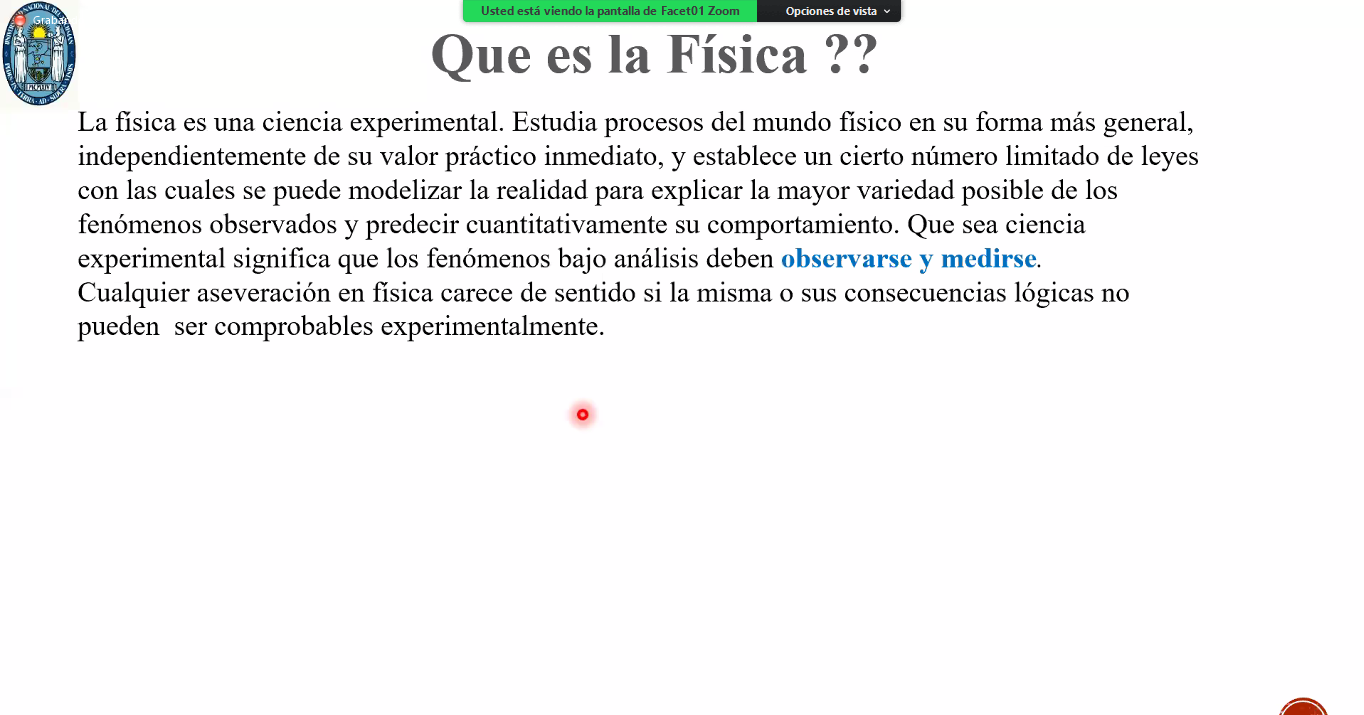 Grabando
Usted está viendo la pantalla de Facet01 Zoom
Opciones de vista
Que es la Física ??
La física es una ciencia experimental. Estudia procesos del mundo físico en su forma más general,
independientemente de su valor práctico inmediato, y establece un cierto número limitado de leyes
con las cuales se puede modelizar la realidad para explicar la mayor variedad posible de los
fenómenos observados y predecir cuantitativamente su comportamiento. Que sea ciencia
experimental significa que los fenómenos bajo análisis deben observarse y medirse.
Cualquier aseveración en física carece de sentido si la misma o sus consecuencias lógicas no
pueden  ser comprobables experimentalmente.